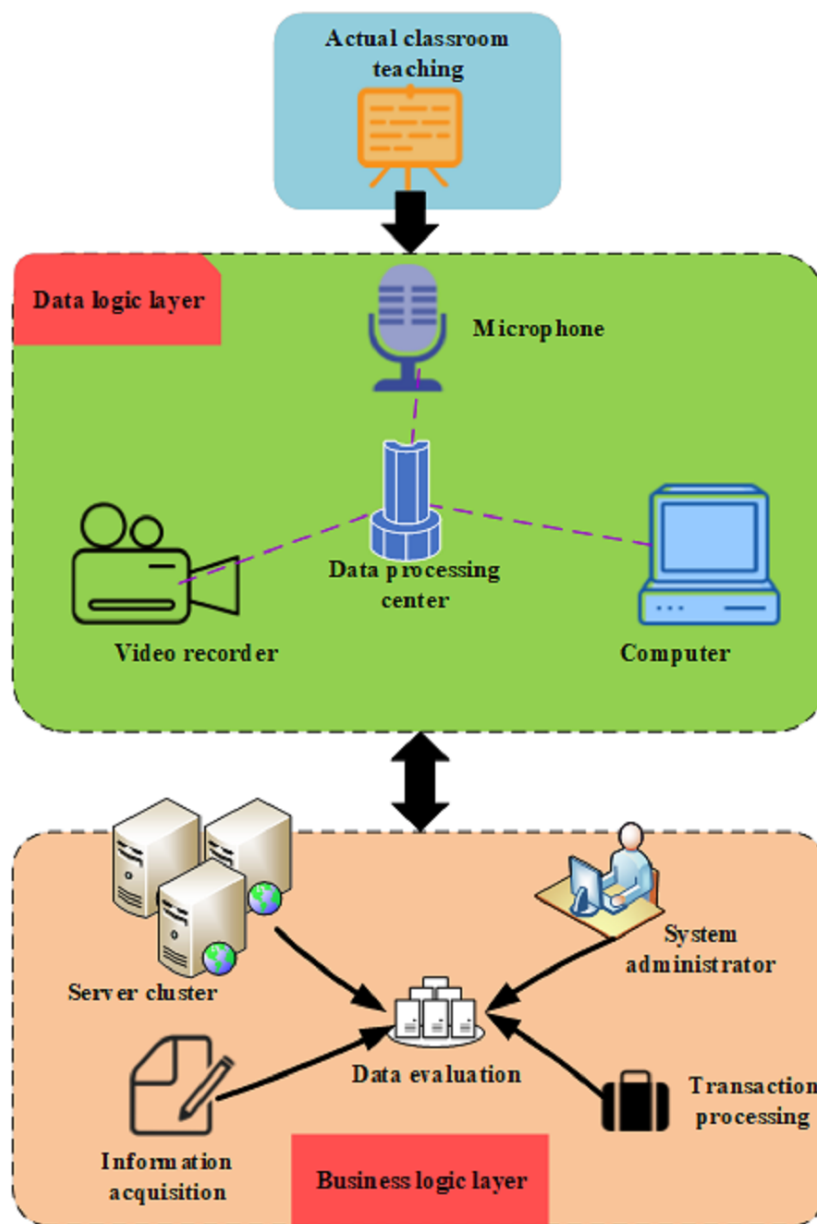 Actual classroom
teaching
Data logic layer
Microphone
Data processing
center
Video recorder
Computer
Server cluster
System
administrator
Data evaluation
Transaction
processing
Information
acquisition
Business logic layer